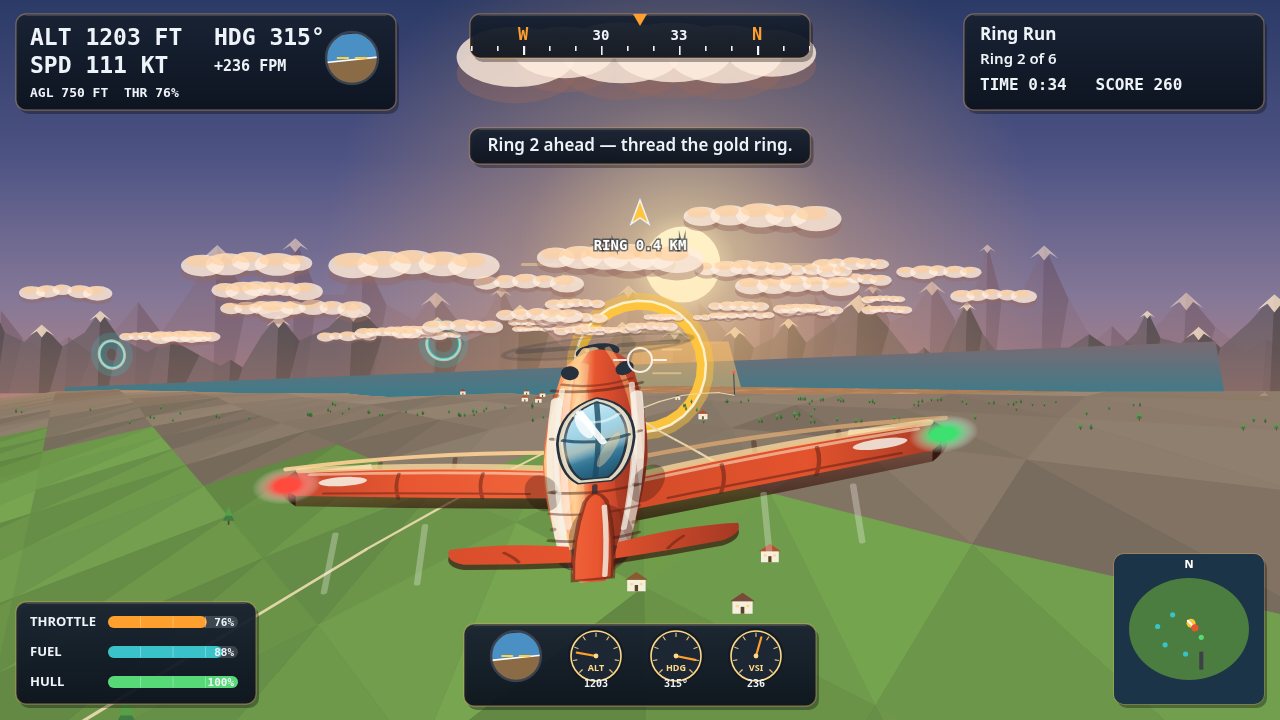 ALT 1203 FT HDG 315°
SPD 111 KT +236 FPM
AGL 750 FT THR 76%
W 30 33 N
Ring Run
Ring 2 of 6
TIME 0:34 SCORE 260
Ring 2 ahead — thread the gold ring.
RING 0.4 KM
THROTTLE 76%
FUEL 88%
HULL 100%
ALT HDG VSI
1203 315° 236
N